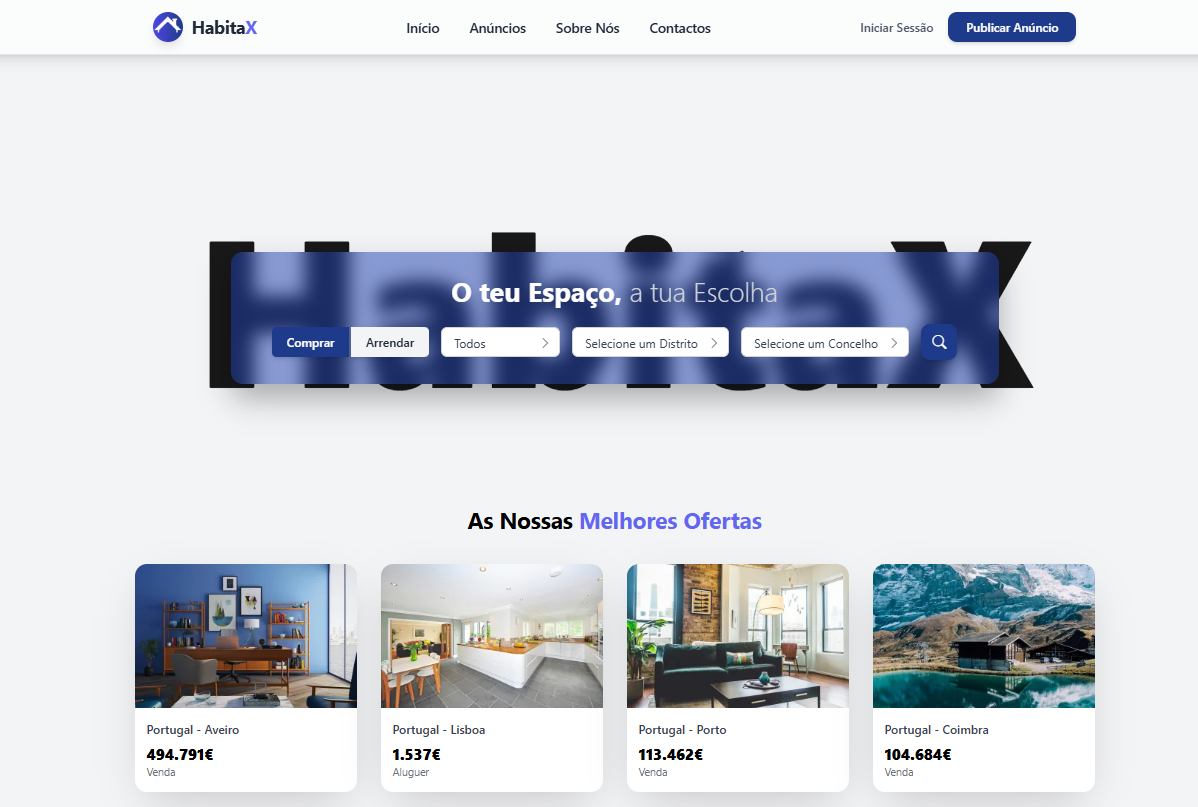 HabitaX
Início
Anúncios
Sobre Nós
Contactos
Iniciar Sessão
Publicar Anúncio
HabitaX
O teu Espaço, a tua Escolha
Comprar
Arrendar
Todos
Selecione um Distrito
Selecione um Concelho
As Nossas Melhores Ofertas
Portugal - Aveiro
494.791€
Venda
Portugal - Lisboa
1.537€
Aluguer
Portugal - Porto
113.462€
Venda
Portugal - Coimbra
104.684€
Venda